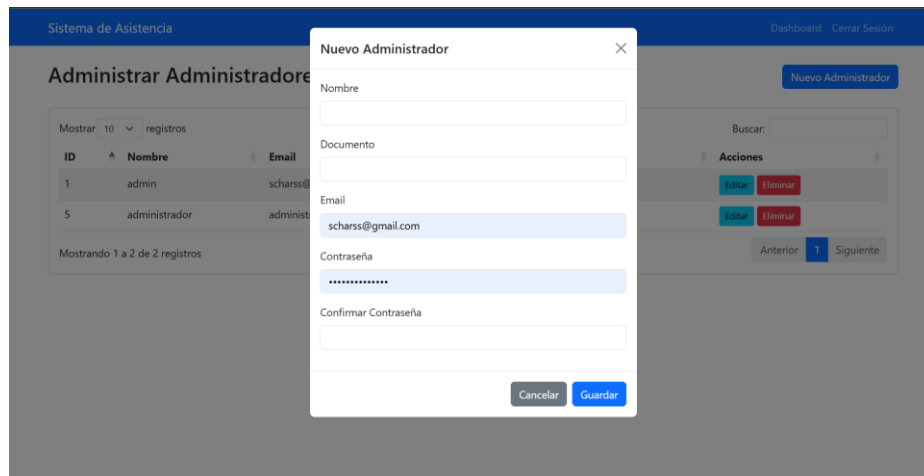 Sistema de Asistencia
Dashboard Cerrar Sesión
Administrar Administradore
Nuevo Administrador
Mostrar 10 registros
Buscar:
ID Nombre Email Acciones
1 admin scharss@ Editar Eliminar
5 administrador administ Editar Eliminar
Mostrando 1 a 2 de 2 registros
Anterior 1 Siguiente
Nuevo Administrador
Nombre
Documento
Email
scharss@gmail.com
Contraseña
••••••••••••••
Confirmar Contraseña
Cancelar Guardar